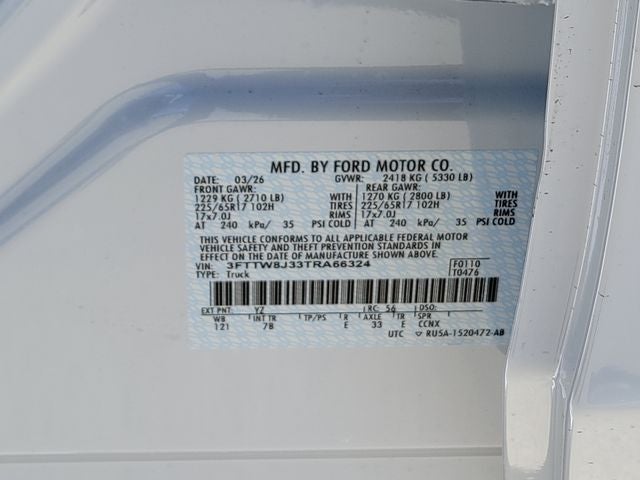 MFD. BY FORD MOTOR CO.
DATE: 03/26 GVWR: 2418 KG ( 5330 LB)
FRONT GAWR: REAR GAWR:
1229 KG ( 2710 LB) WITH 1270 KG ( 2800 LB) WITH
225/65R17 102H TIRES 225/65R17 102H TIRES
17x7.0J RIMS 17x7.0J RIMS
AT 240 kPa/ 35 PSI COLD AT 240 kPa/ 35 PSI COLD
THIS VEHICLE CONFORMS TO ALL APPLICABLE FEDERAL MOTOR
VEHICLE SAFETY AND THEFT PREVENTION STANDARDS IN
EFFECT ON THE DATE OF MANUFACTURE SHOWN ABOVE.
VIN: 3FTTW8J33TRA66324 F0110
TYPE: Truck T0476
EXT PNT: YZ RC: 56 DSO:
WB INT TR TP/PS R AXLE TR SPR
121 7B E 33 E CCNX
UTC RUSA-1520472-AB